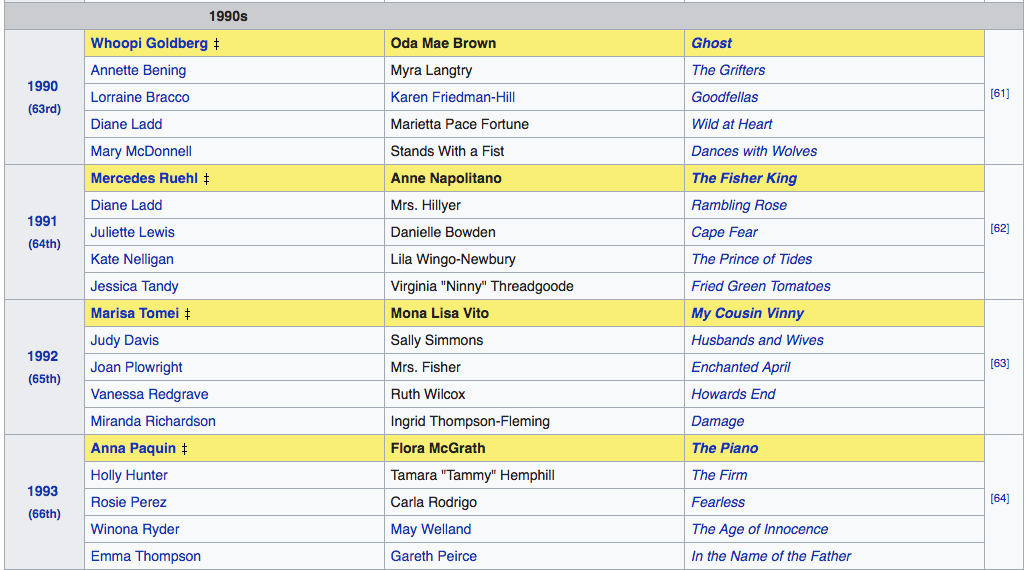 1990s
1990
(63rd)
Whoopi Goldberg ‡ Oda Mae Brown Ghost
Annette Bening Myra Langtry The Grifters
Lorraine Bracco Karen Friedman-Hill Goodfellas
Diane Ladd Marietta Pace Fortune Wild at Heart
Mary McDonnell Stands With a Fist Dances with Wolves
[61]
1991
(64th)
Mercedes Ruehl ‡ Anne Napolitano The Fisher King
Diane Ladd Mrs. Hillyer Rambling Rose
Juliette Lewis Danielle Bowden Cape Fear
Kate Nelligan Lila Wingo-Newbury The Prince of Tides
Jessica Tandy Virginia "Ninny" Threadgoode Fried Green Tomatoes
[62]
1992
(65th)
Marisa Tomei ‡ Mona Lisa Vito My Cousin Vinny
Judy Davis Sally Simmons Husbands and Wives
Joan Plowright Mrs. Fisher Enchanted April
Vanessa Redgrave Ruth Wilcox Howards End
Miranda Richardson Ingrid Thompson-Fleming Damage
[63]
1993
(66th)
Anna Paquin ‡ Flora McGrath The Piano
Holly Hunter Tamara "Tammy" Hemphill The Firm
Rosie Perez Carla Rodrigo Fearless
Winona Ryder May Welland The Age of Innocence
Emma Thompson Gareth Peirce In the Name of the Father
[64]